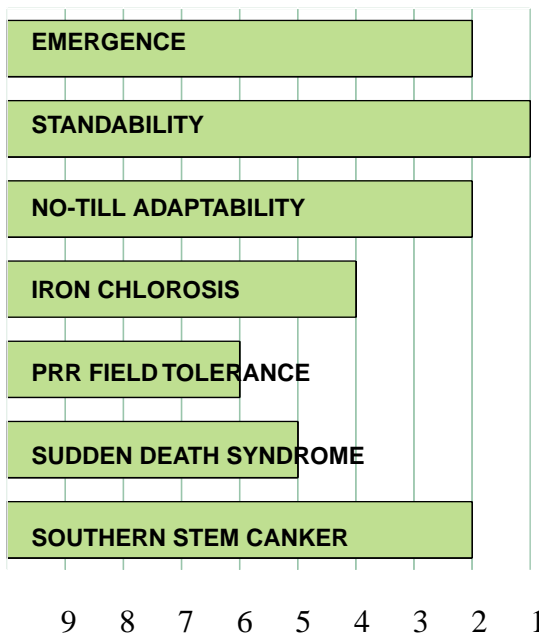 EMERGENCE
STANDABILITY
NO-TILL ADAPTABILITY
IRON CHLOROSIS
PRR FIELD TOLERANCE
SUDDEN DEATH SYNDROME
SOUTHERN STEM CANKER
9 8 7 6 5 4 3 2 1